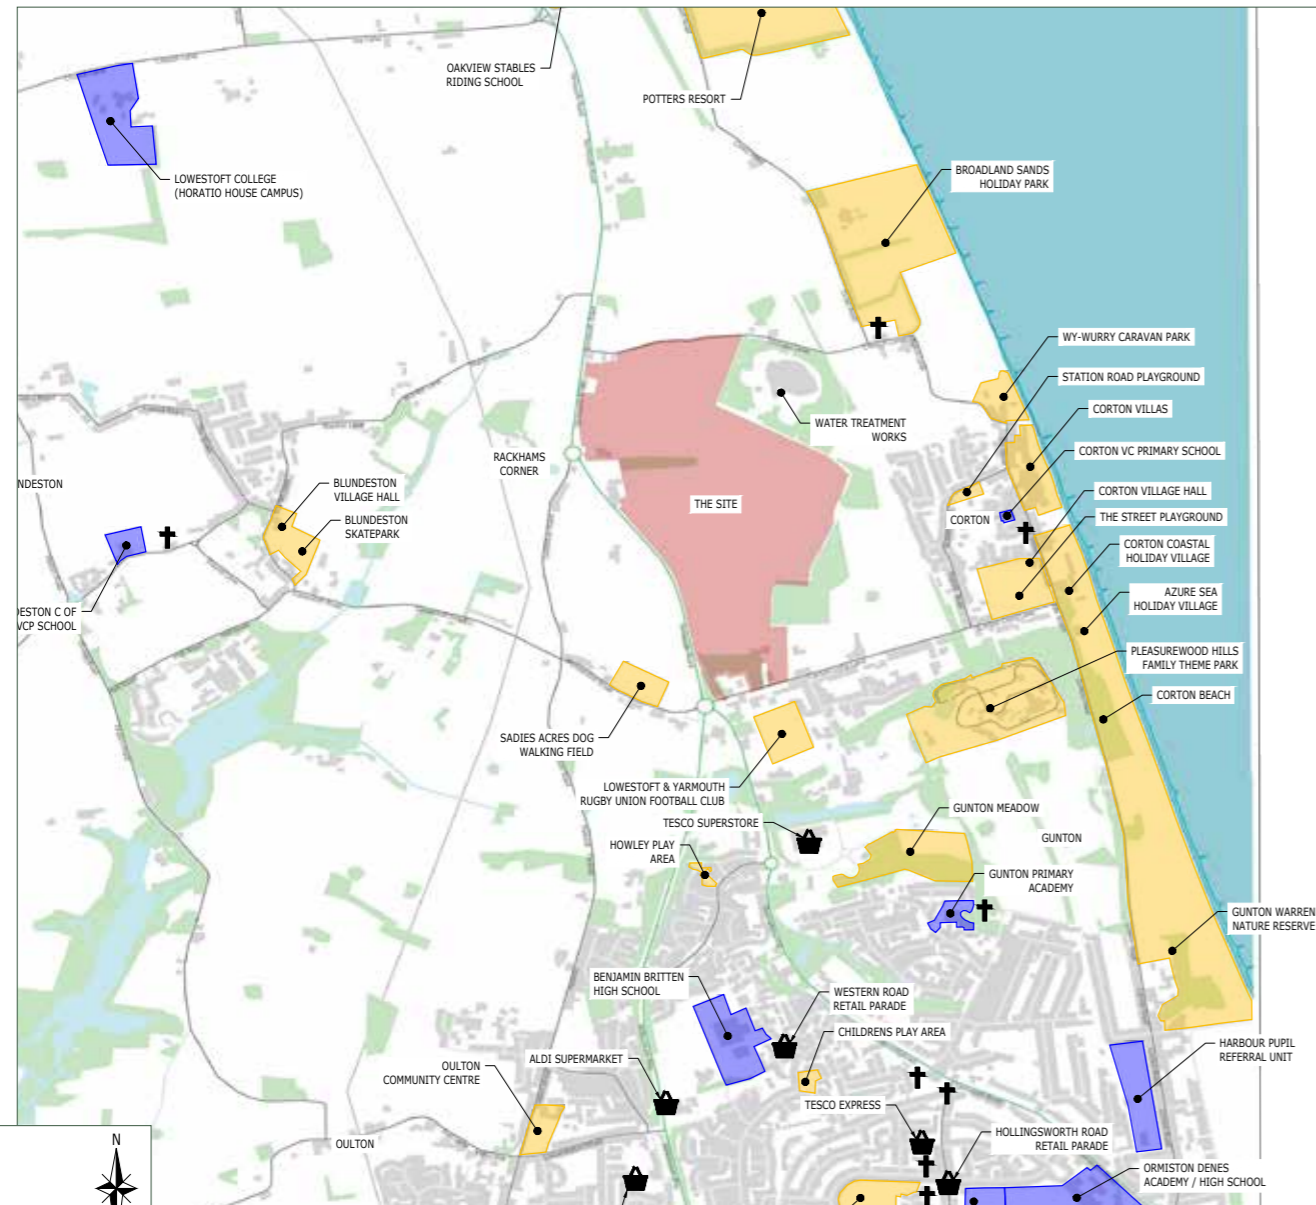 OAKVIEW STABLES
RIDING SCHOOL
POTTERS RESORT
LOWESTOFT COLLEGE
(HORATIO HOUSE CAMPUS)
BROADLAND SANDS
HOLIDAY PARK
WY-WURRY CARAVAN PARK
STATION ROAD PLAYGROUND
CORTON VILLAS
WATER TREATMENT
WORKS
CORTON VC PRIMARY SCHOOL
RACKHAMS
CORNER
NDESTON
BLUNDESTON
VILLAGE HALL
CORTON VILLAGE HALL
THE SITE
BLUNDESTON
SKATEPARK
CORTON
THE STREET PLAYGROUND
CORTON COASTAL
HOLIDAY VILLAGE
AZURE SEA
HOLIDAY VILLAGE
DESTON C OF
VCP SCHOOL
PLEASUREWOOD HILLS
FAMILY THEME PARK
CORTON BEACH
SADIES ACRES DOG
WALKING FIELD
LOWESTOFT & YARMOUTH
RUGBY UNION FOOTBALL CLUB
GUNTON MEADOW
TESCO SUPERSTORE
GUNTON
HOWLEY PLAY
AREA
GUNTON PRIMARY
ACADEMY
GUNTON WARREN
NATURE RESERVE
BENJAMIN BRITTEN
HIGH SCHOOL
WESTERN ROAD
RETAIL PARADE
CHILDRENS PLAY AREA
HARBOUR PUPIL
REFERRAL UNIT
ALDI SUPERMARKET
OULTON
COMMUNITY CENTRE
TESCO EXPRESS
HOLLINGSWORTH ROAD
RETAIL PARADE
OULTON
N
ORMISTON DENES
ACADEMY / HIGH SCHOOL